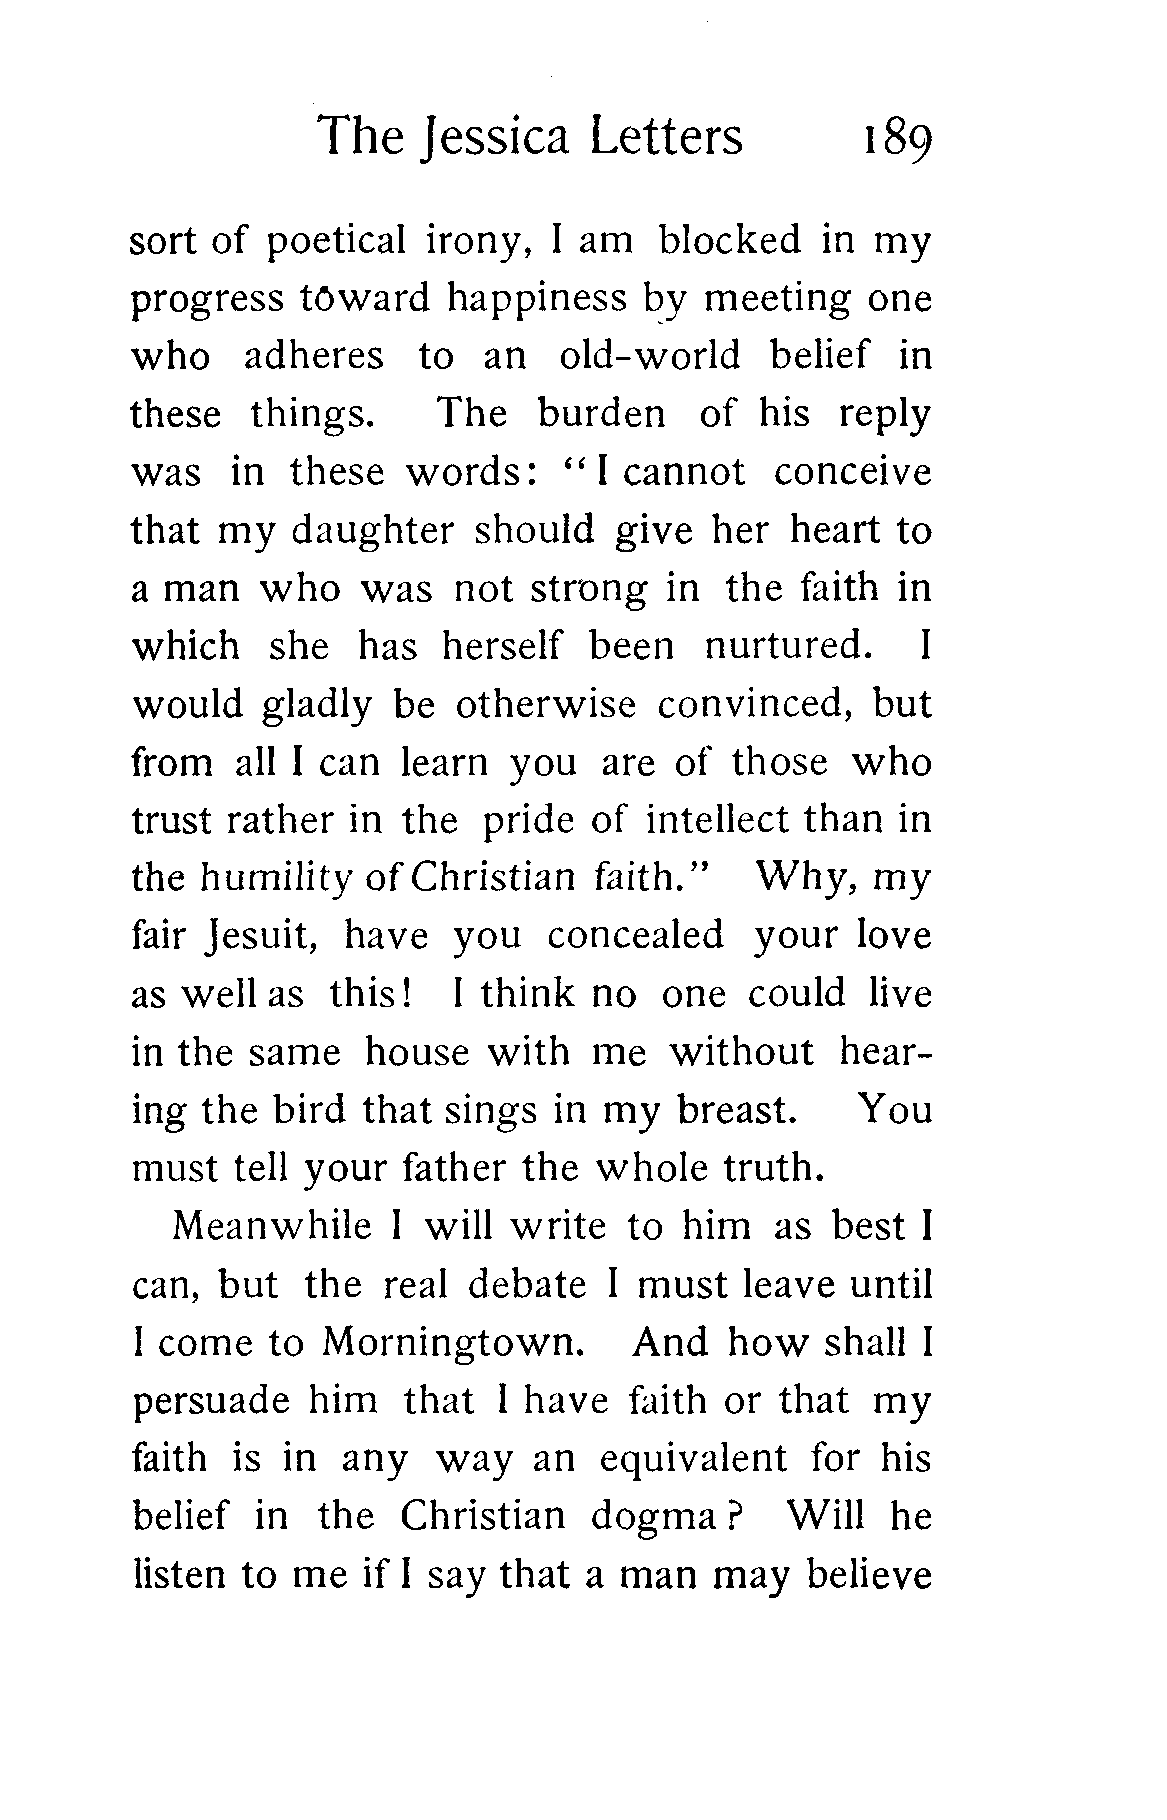 The Jessica Letters 189
sort of poetical irony, I am blocked in my
progress toward happiness by meeting one
who adheres to an old-world belief in
these things. The burden of his reply
was in these words: “I cannot conceive
that my daughter should give her heart to
a man who was not strong in the faith in
which she has herself been nurtured. I
would gladly be otherwise convinced, but
from all I can learn you are of those who
trust rather in the pride of intellect than in
the humility of Christian faith.” Why, my
fair Jesuit, have you concealed your love
as well as this! I think no one could live
in the same house with me without hear-
ing the bird that sings in my breast. You
must tell your father the whole truth.
Meanwhile I will write to him as best I
can, but the real debate I must leave until
I come to Morningtown. And how shall I
persuade him that I have faith or that my
faith is in any way an equivalent for his
belief in the Christian dogma? Will he
listen to me if I say that a man may believe